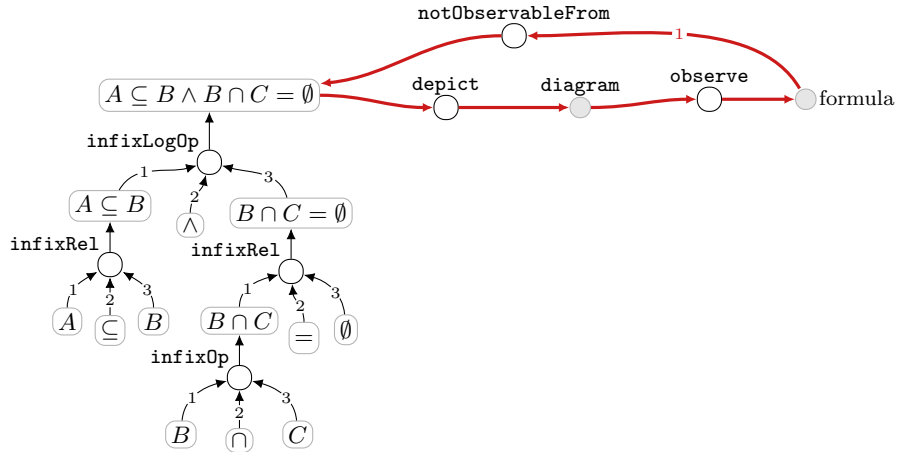 notObservableFrom
1
A ⊆ B ∧ B ∩ C = ∅
depict
diagram
observe
formula
infixLogOp
1
2
3
A ⊆ B
∧
B ∩ C = ∅
infixRel
infixRel
1
2
3
1
2
3
A
⊆
B
B ∩ C
=
∅
infixOp
1
2
3
B
∩
C